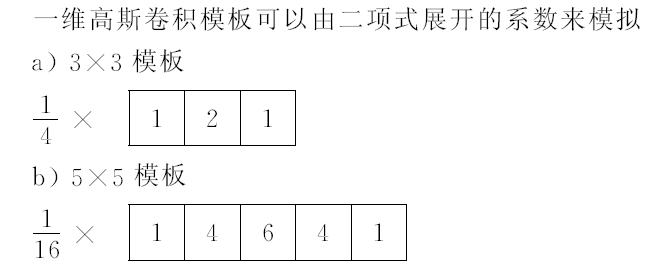 一维高斯卷积模板可以由二项式展开的系数来模拟
a) 3×3 模板
1/4 × 1 2 1
b) 5×5 模板
1/16 × 1 4 6 4 1